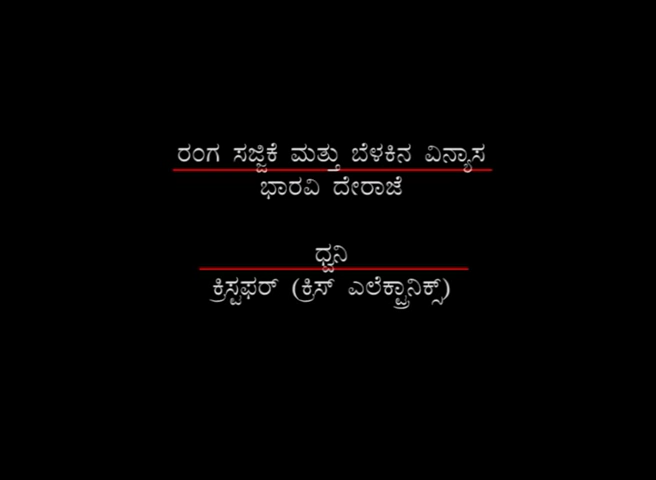 ರಂಗ ಸಜ್ಜಿಕೆ ಮತ್ತು ಬೆಳಕಿನ ವಿನ್ಯಾಸ
ಭಾರವಿ ದೇರಾಜೆ
ಧ್ವನಿ
ಕ್ರಿಸ್ಟಫರ್ (ಕ್ರಿಸ್ ಎಲೆಕ್ಟ್ರಾನಿಕ್ಸ್)